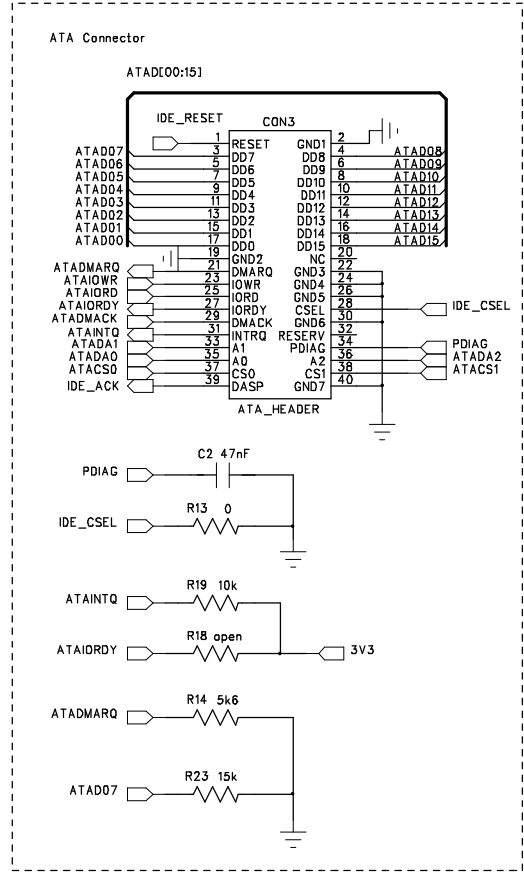 ATA Connector
ATAD[00:15]
IDE_RESET CON3
1 RESET GND1 2
ATAD07 3 DD7 DD8 4 ATAD08
ATAD06 5 DD6 DD9 6 ATAD09
ATAD05 7 DD5 DD10 8 ATAD10
ATAD04 9 DD4 DD11 10 ATAD11
ATAD03 11 DD3 DD12 12 ATAD12
ATAD02 13 DD2 DD13 14 ATAD13
ATAD01 15 DD1 DD14 16 ATAD14
ATAD00 17 DD0 DD15 18 ATAD15
19 GND2 NC 20
ATADMARQ 21 DMARQ GND3 22
ATAIOWR 23 IOWR GND4 24
ATAIORD 25 IORD GND5 26
ATAIORDY 27 IORDY CSEL 28 IDE_CSEL
ATADMACK 29 DMACK GND6 30
ATAINTQ 31 INTRQ RESERV 32
ATADA1 33 A1 PDIAG 34 PDIAG
ATADA0 35 A0 A2 36 ATADA2
ATACS0 37 CS0 CS1 38 ATACS1
IDE_ACK 39 DASP GND7 40
ATA_HEADER
C2 47nF
PDIAG
R13 0
IDE_CSEL
R19 10k
ATAINTQ
R18 open
ATAIORDY 3V3
R14 5k6
ATADMARQ
R23 15k
ATAD07